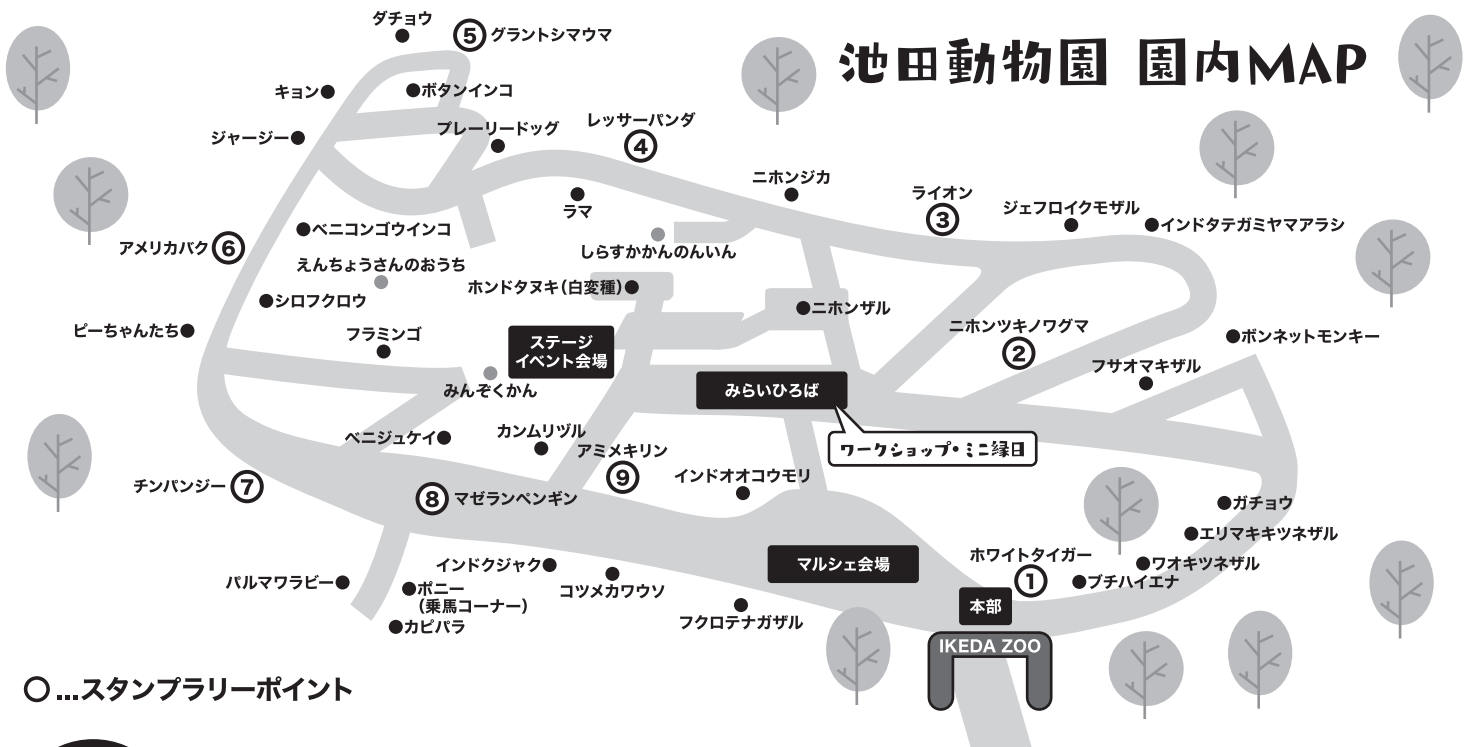 池田動物園 園内MAP
ダチョウ
⑤ グラントシマウマ
キョン
ボタンインコ
ジャージー
プレーリードッグ
レッサーパンダ
④
ラマ
ニホンジカ
ライオン
③
ジェフロイクモザル
インドタテガミヤマアラシ
アメリカバク ⑥
ベニコンゴウインコ
えんちょうさんのおうち
しらすかかんのんいん
ホンドタヌキ（白変種）
シロフクロウ
ニホンザル
ピーちゃんたち
フラミンゴ
ステージ
イベント会場
ニホンツキノワグマ
②
ボンネットモンキー
フサオマキザル
みんぞくかん
みらいひろば
ワークショップ・ミニ縁日
ベニジュケイ
カンムリヅル
アミメキリン
⑨
インドオオコウモリ
チンパンジー ⑦
⑧ マゼランペンギン
ガチョウ
エリマキキツネザル
ワオキツネザル
ブチハイエナ
ホワイトタイガー
①
マルシェ会場
本部
IKEDA ZOO
パルマワラビー
インドクジャク
コツメカワウソ
ポニー
（乗馬コーナー）
カピパラ
フクロテナガザル
○…スタンプラリーポイント